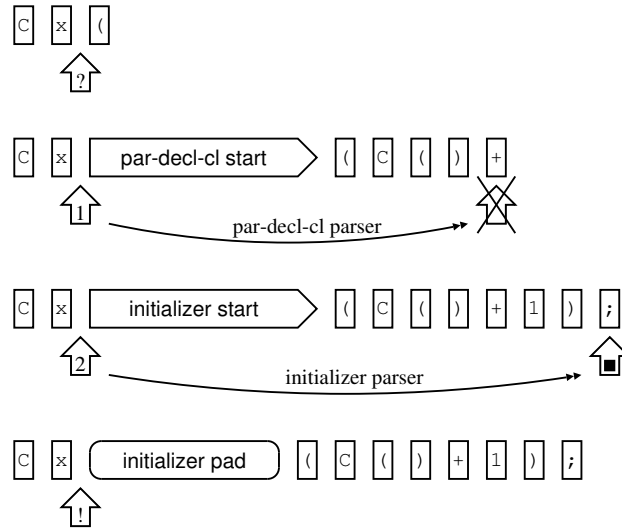 C x (
?
C x par-decl-cl start ( C ( ) +
1
par-decl-cl parser
C x initializer start ( C ( ) + 1 ) ;
2
initializer parser
C x initializer pad ( C ( ) + 1 ) ;
!